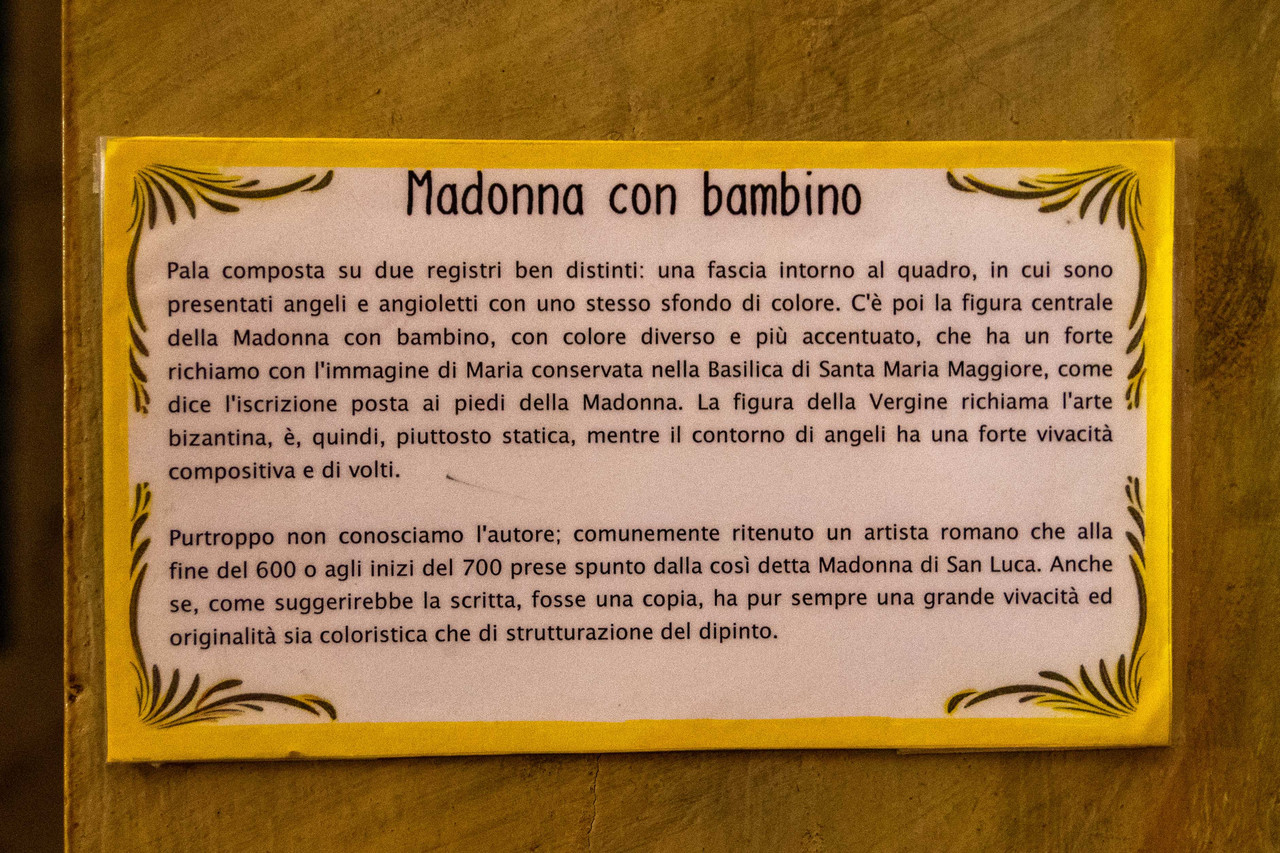 Madonna con bambino
Pala composta su due registri ben distinti: una fascia intorno al quadro, in cui sono
presentati angeli e angioletti con uno stesso sfondo di colore. C'è poi la figura centrale
della Madonna con bambino, con colore diverso e più accentuato, che ha un forte
richiamo con l'immagine di Maria conservata nella Basilica di Santa Maria Maggiore, come
dice l'iscrizione posta ai piedi della Madonna. La figura della Vergine richiama l'arte
bizantina, è, quindi, piuttosto statica, mentre il contorno di angeli ha una forte vivacità
compositiva e di volti.
Purtroppo non conosciamo l'autore; comunemente ritenuto un artista romano che alla
fine del 600 o agli inizi del 700 prese spunto dalla così detta Madonna di San Luca. Anche
se, come suggerirebbe la scritta, fosse una copia, ha pur sempre una grande vivacità ed
originalità sia coloristica che di strutturazione del dipinto.